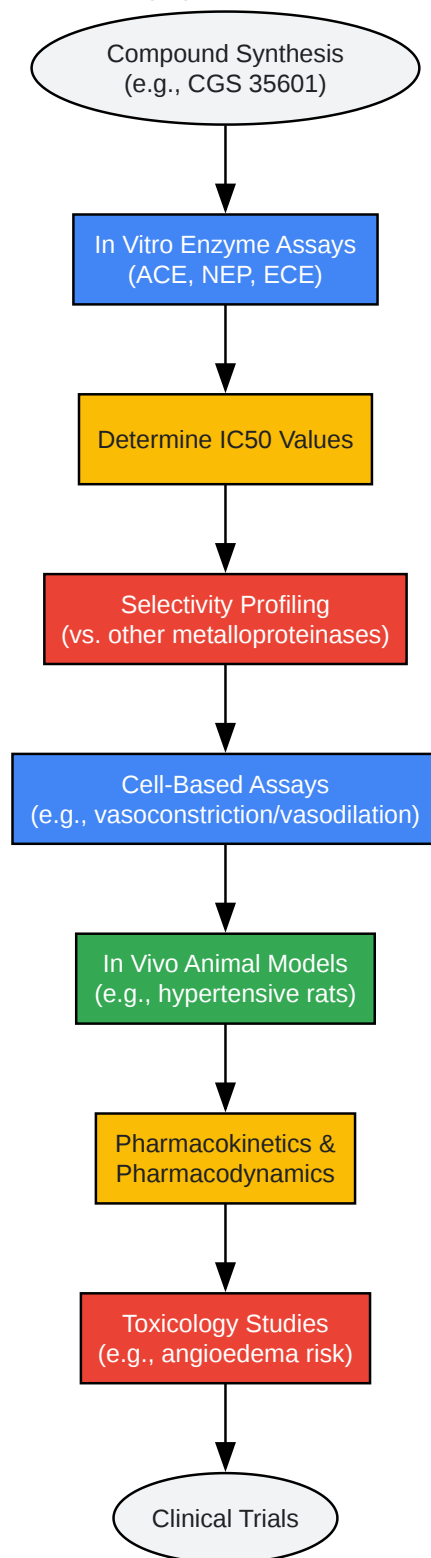 Compound Synthesis
(e.g., CGS 35601)
In Vitro Enzyme Assays
(ACE, NEP, ECE)
Determine IC50 Values
Selectivity Profiling
(vs. other metalloproteinases)
Cell-Based Assays
(e.g., vasoconstriction/vasodilation)
In Vivo Animal Models
(e.g., hypertensive rats)
Pharmacokinetics &
Pharmacodynamics
Toxicology Studies
(e.g., angioedema risk)
Clinical Trials